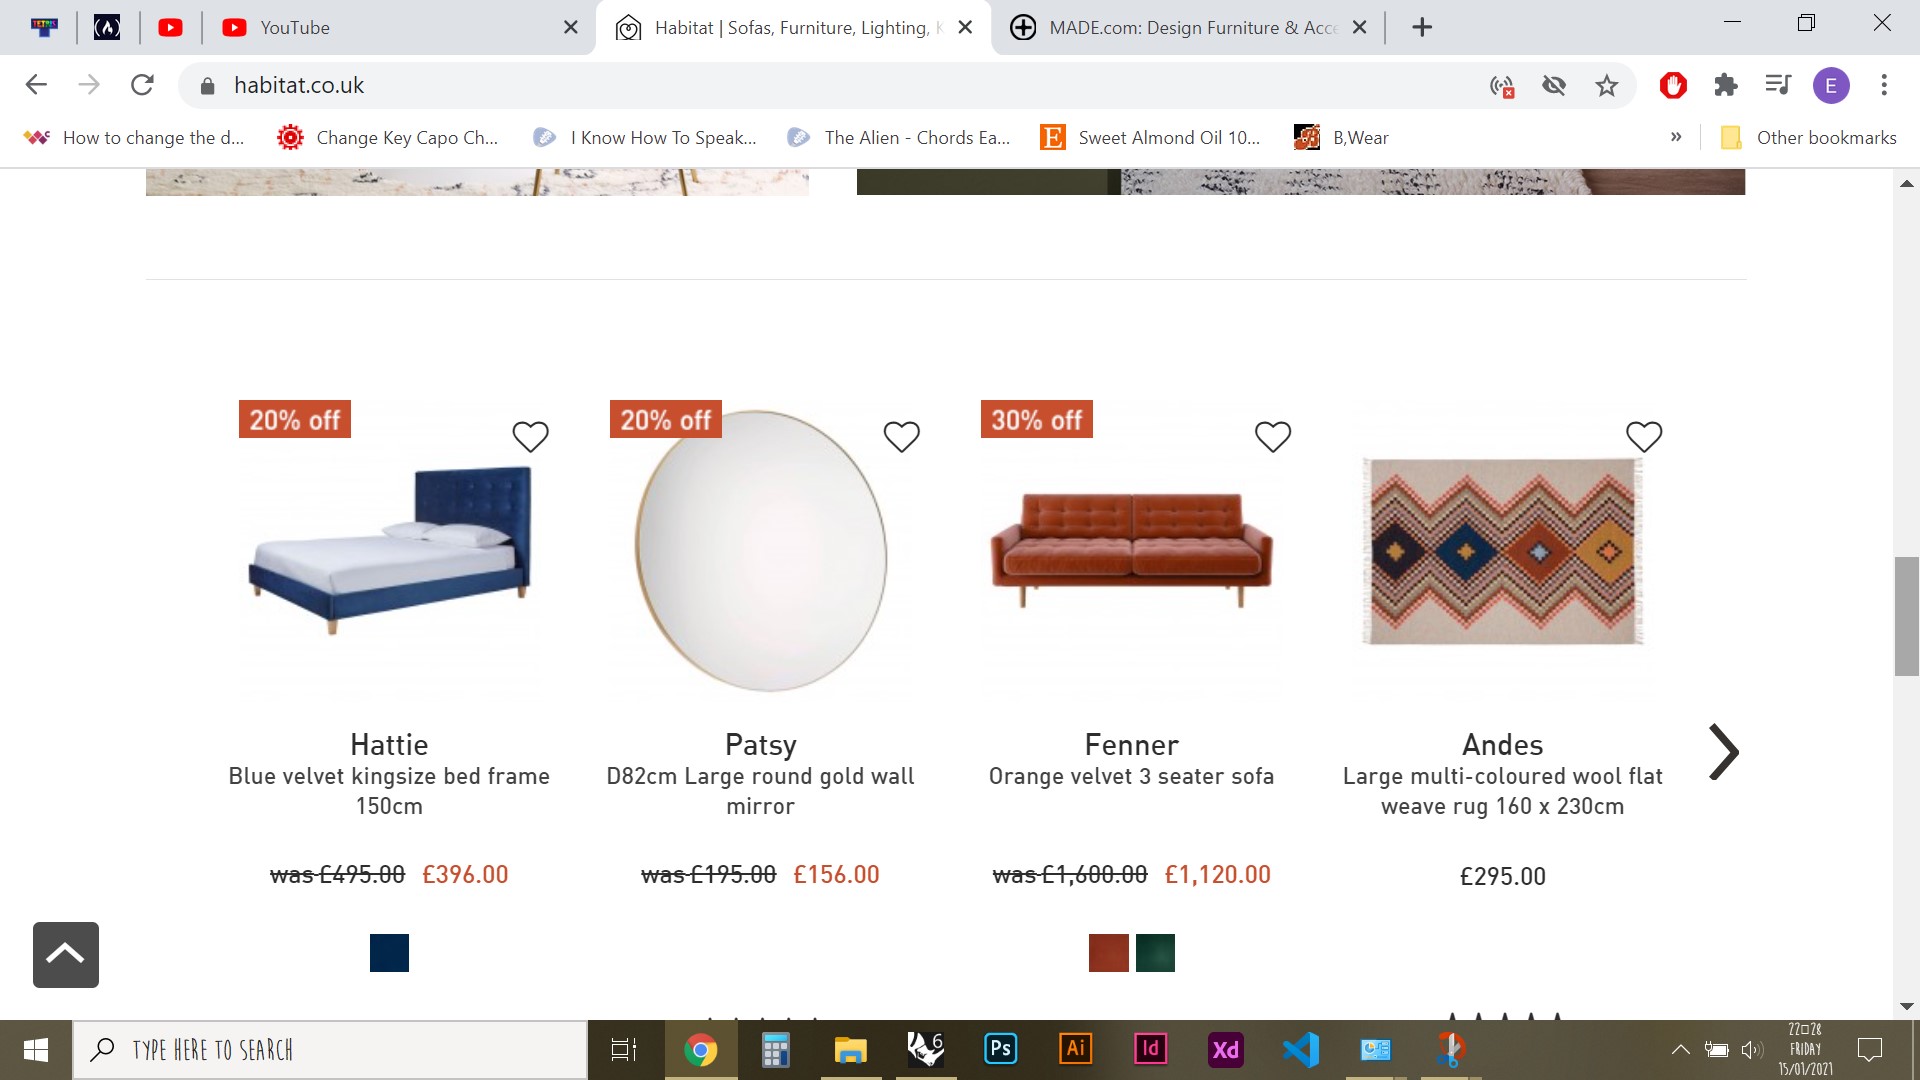 YouTube
Habitat | Sofas, Furniture, Lighting, K
MADE.com: Design Furniture & Acce
habitat.co.uk
E
How to change the d...
Change Key Capo Ch...
I Know How To Speak...
The Alien - Chords Ea...
E
Sweet Almond Oil 10...
B,Wear
»
Other bookmarks
20% off
20% off
30% off
Hattie
Blue velvet kingsize bed frame
150cm
was £495.00 £396.00
Patsy
D82cm Large round gold wall
mirror
was £195.00 £156.00
Fenner
Orange velvet 3 seater sofa
was £1,600.00 £1,120.00
Andes
Large multi-coloured wool flat
weave rug 160 x 230cm
£295.00
TYPE HERE TO SEARCH
6
Ps
Ai
Id
Xd
22□28
FRIDAY
15/01/2021